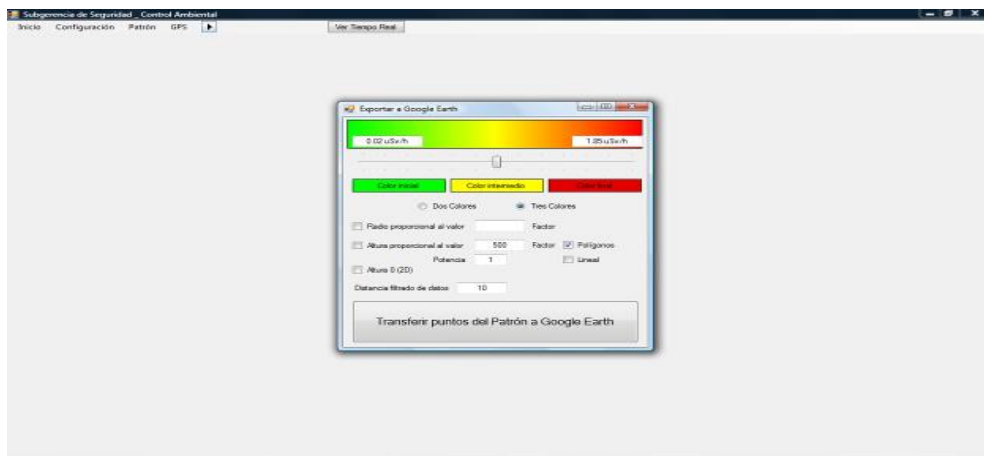 Subgerencia de Seguridad _ Control Ambiental
Inicio Configuración Patrón GPS Ver Tiempo Real
Exportar a Google Earth
0.02 uSv/h 1.85 uSv/h
Color inicial Color intermedio Color final
Dos Colores Tres Colores
Radio proporcional al valor Factor
Altura proporcional al valor 500 Factor Polígonos
Potencia 1 Lineal
Altura 0 (2D)
Distancia filtrado de datos 10
Transferir puntos del Patrón a Google Earth